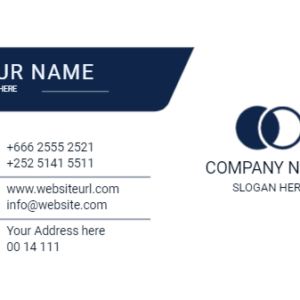 UR NAME
HERE
+666 2555 2521
+252 5141 5511
www.websiteurl.com
info@website.com
Your Address here
00 14 111
COMPANY N
SLOGAN HER